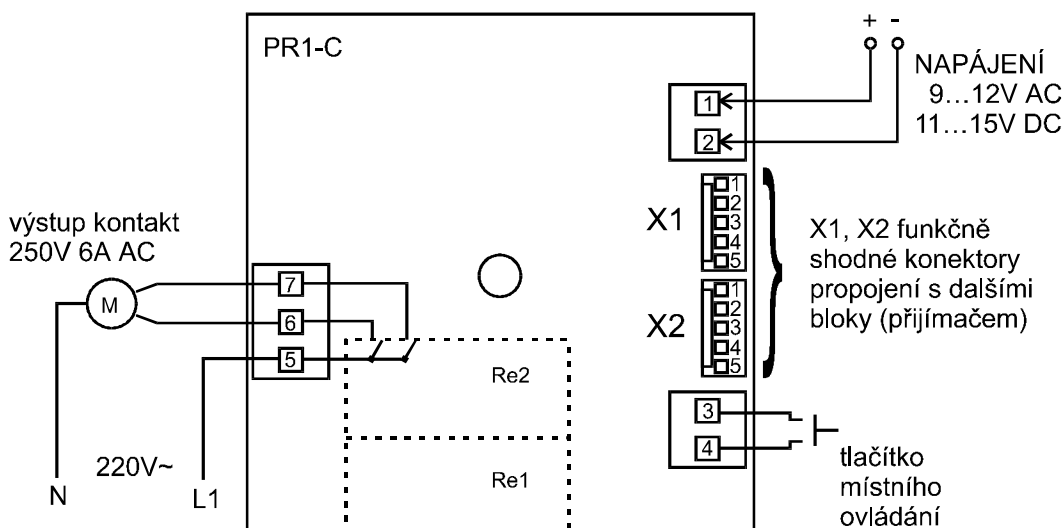 PR1-C
+ -
NAPÁJENÍ
9...12V AC
11...15V DC
1
2
výstup kontakt
250V 6A AC
M
7
6
5
X1
1
2
3
4
5
X2
1
2
3
4
5
X1, X2 funkčně
shodné konektory
propojení s dalšími
bloky (přijímačem)
Re2
Re1
3
4
tlačítko
místního
ovládání
220V~
N
L1